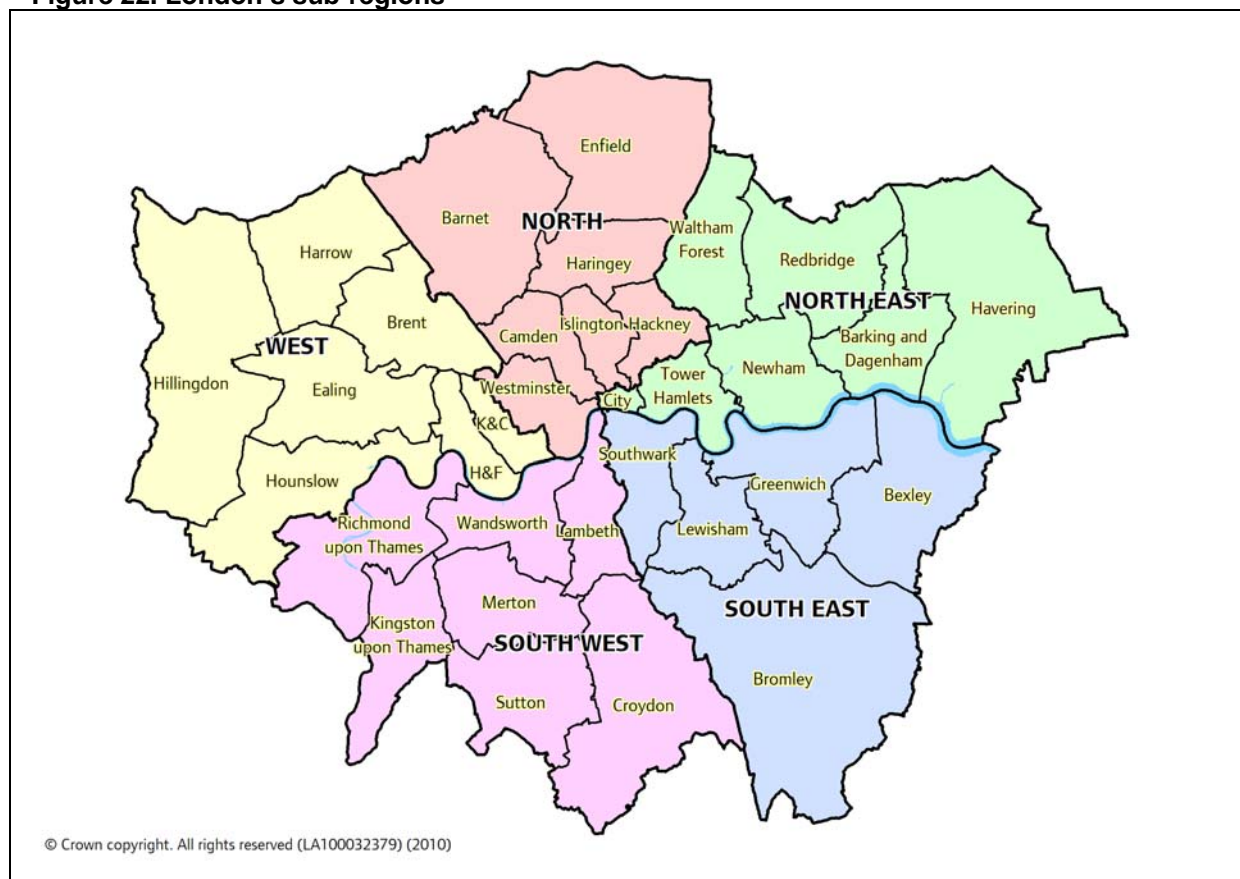 Figure 22: London's sub regions
Enfield
Barnet
NORTH
Waltham
Forest
Harrow
Haringey
Redbridge
NORTH EAST
Havering
Brent
Islington
Hackney
Camden
WEST
Barking and
Dagenham
Hillingdon
Ealing
Westminster
Tower
Hamlets
Newham
City
K&C
Southwark
H&F
Hounslow
Greenwich
Bexley
Richmond
upon Thames
Wandsworth
Lambeth
Lewisham
Merton
SOUTH EAST
Kingston
upon Thames
SOUTH WEST
Bromley
Sutton
Croydon
© Crown copyright. All rights reserved (LA100032379) (2010)